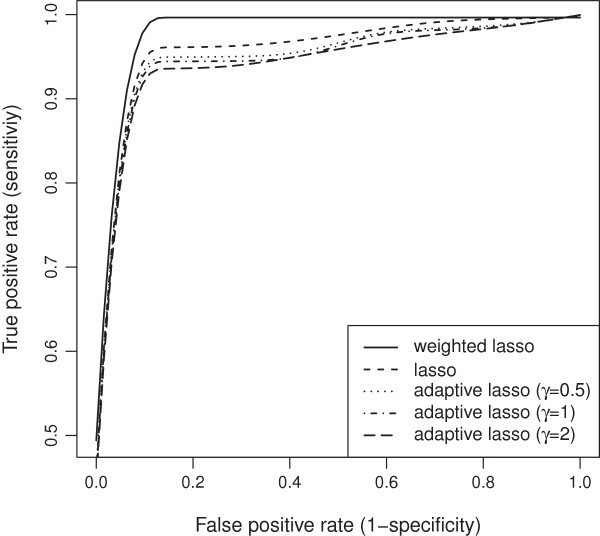 True positive rate (sensitiviy)
1.0
0.9
0.8
0.7
0.6
0.5
weighted lasso
lasso
adaptive lasso (γ=0.5)
adaptive lasso (γ=1)
adaptive lasso (γ=2)
0.0 0.2 0.4 0.6 0.8 1.0
False positive rate (1−specificity)